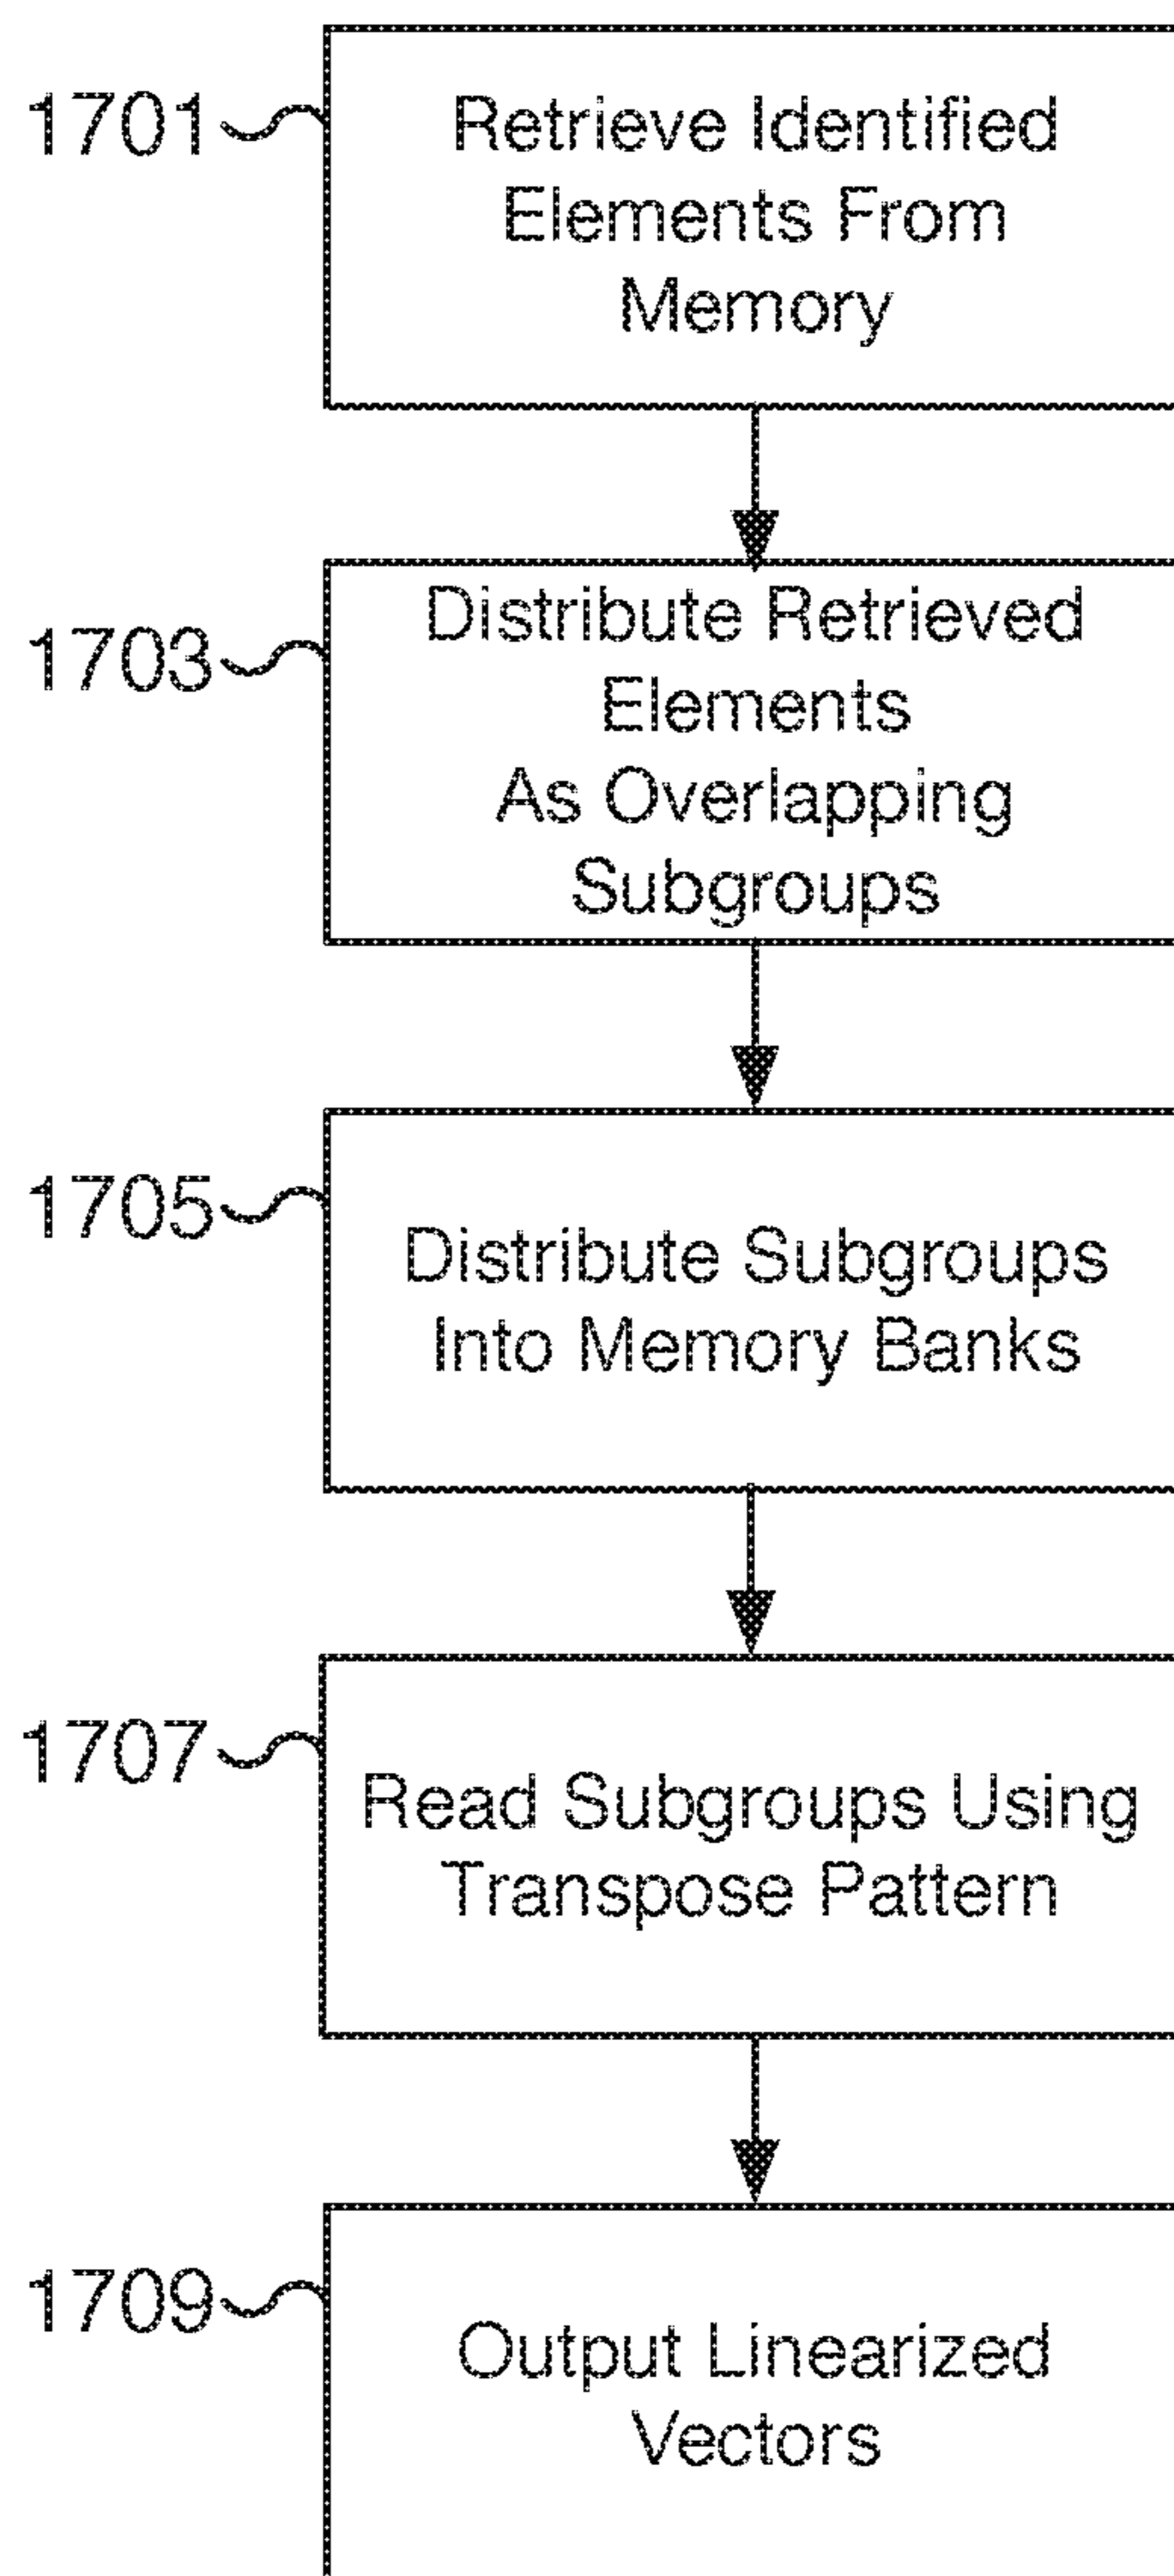 1701
Retrieve Identified
Elements From
Memory
1703
Distribute Retrieved
Elements
As Overlapping
Subgroups
1705
Distribute Subgroups
Into Memory Banks
1707
Read Subgroups Using
Transpose Pattern
1709
Output Linearized
Vectors